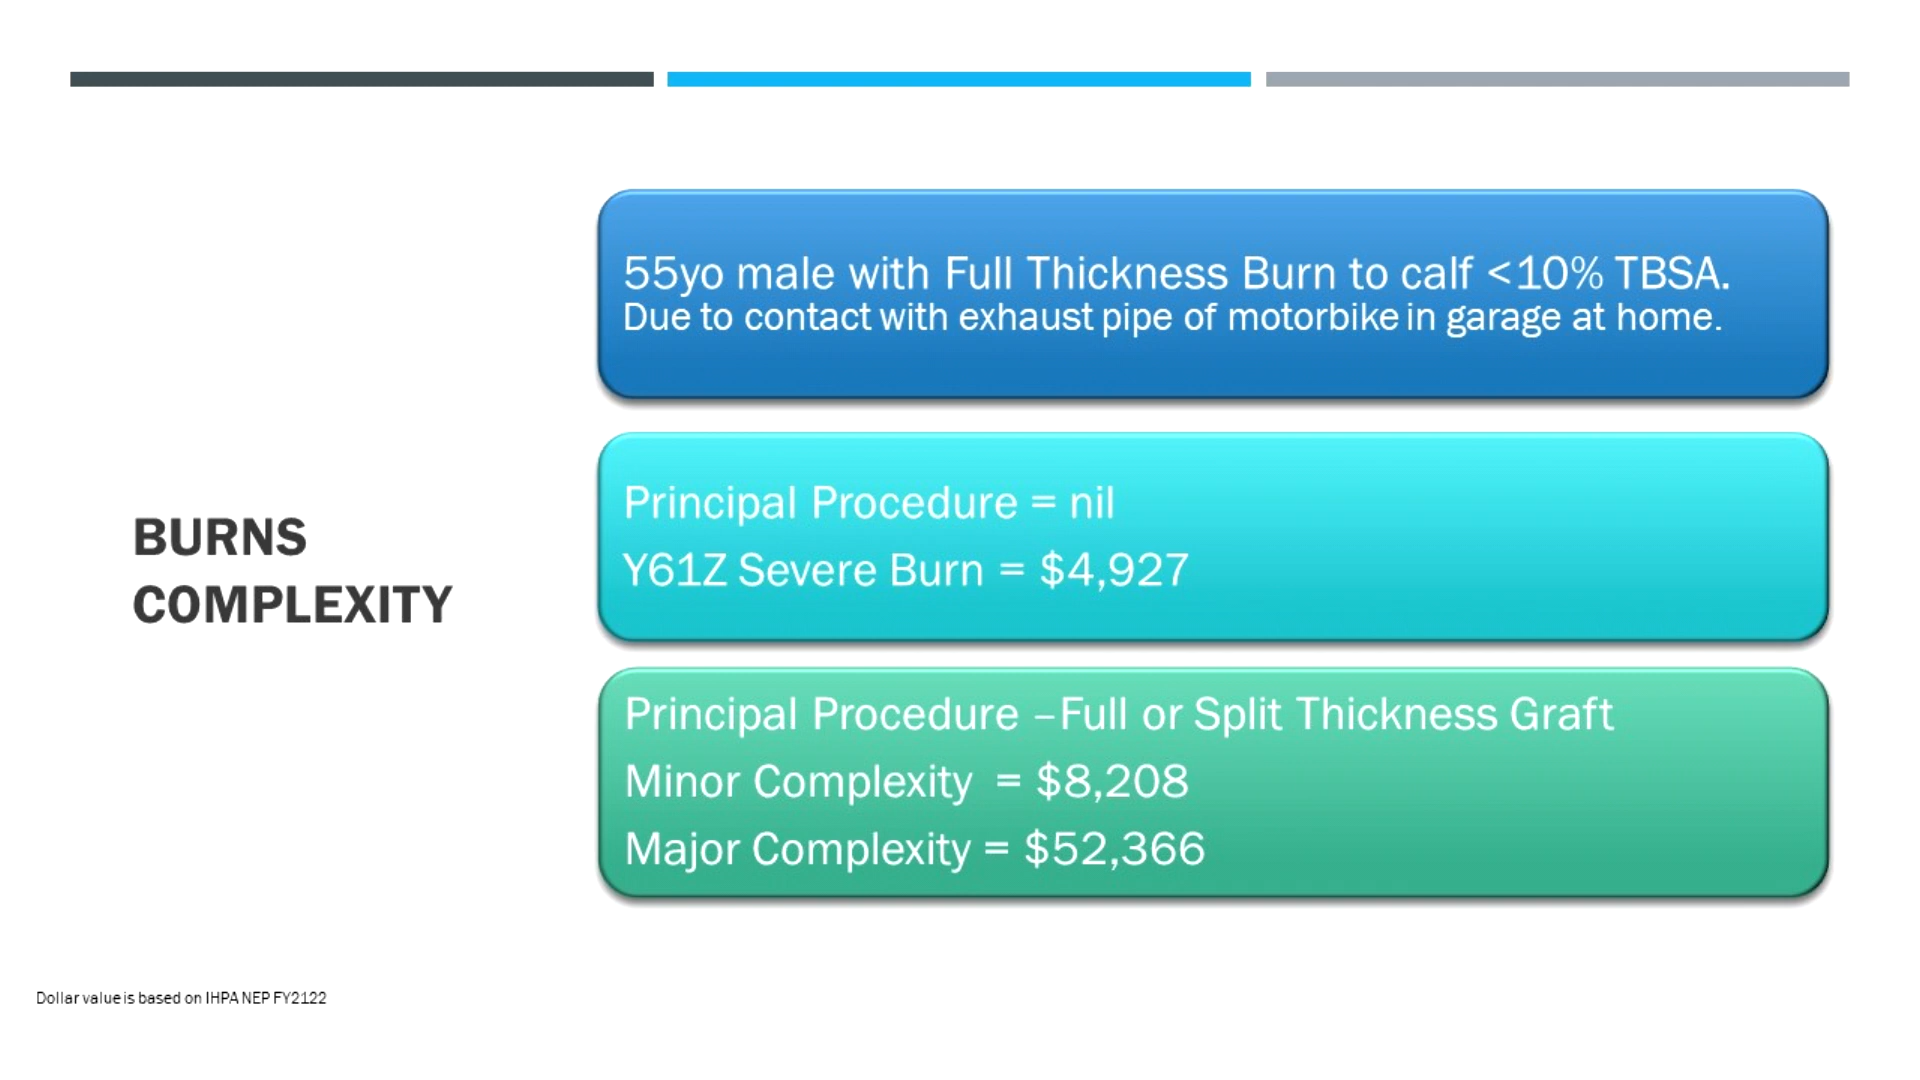 55yo male with Full Thickness Burn to calf <10% TBSA.
Due to contact with exhaust pipe of motorbike in garage at home.
BURNS
COMPLEXITY
Principal Procedure = nil
Y61Z Severe Burn = $4,927
Principal Procedure –Full or Split Thickness Graft
Minor Complexity = $8,208
Major Complexity = $52,366
Dollar value is based on IHPA NEP FY2122